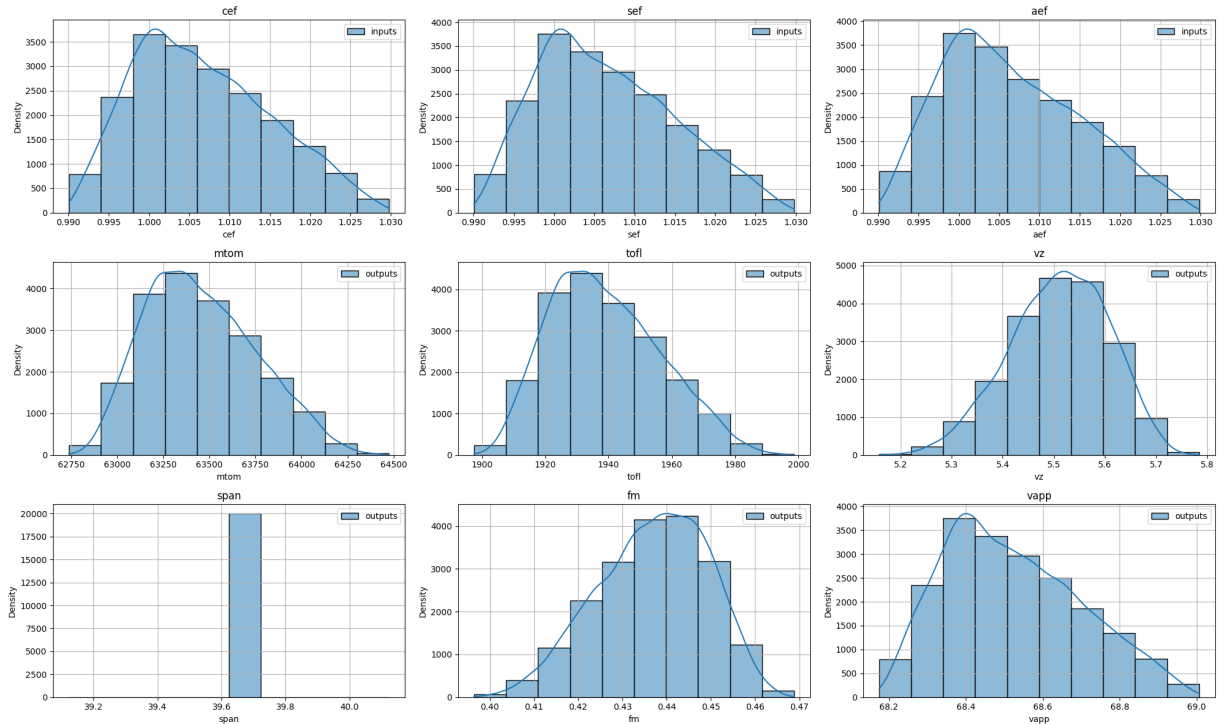 cef
sef
aef
3500
3000
2500
2000
1500
1000
500
0
Density
inputs
0.990 0.995 1.000 1.005 1.010 1.015 1.020 1.025 1.030
cef
4000
3500
3000
2500
2000
1500
1000
500
0
Density
inputs
0.990 0.995 1.000 1.005 1.010 1.015 1.020 1.025 1.030
sef
4000
3500
3000
2500
2000
1500
1000
500
0
Density
inputs
0.990 0.995 1.000 1.005 1.010 1.015 1.020 1.025 1.030
aef
mtom
tofl
vz
4000
3000
2000
1000
0
Density
outputs
62750 63000 63250 63500 63750 64000 64250 64500
mtom
4000
3000
2000
1000
0
Density
outputs
1900 1920 1940 1960 1980 2000
tofl
5000
4000
3000
2000
1000
0
Density
outputs
5.2 5.3 5.4 5.5 5.6 5.7 5.8
vz
span
fm
vapp
20000
17500
15000
12500
10000
7500
5000
2500
0
Density
outputs
39.2 39.4 39.6 39.8 40.0
span
4000
3000
2000
1000
0
Density
outputs
0.40 0.41 0.42 0.43 0.44 0.45 0.46 0.47
fm
4000
3500
3000
2500
2000
1500
1000
500
0
Density
outputs
68.2 68.4 68.6 68.8 69.0
vapp